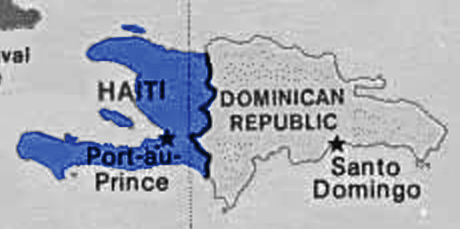 val
HAITI
DOMINICAN
REPUBLIC
Port-au-
Prince
Santo
Domingo